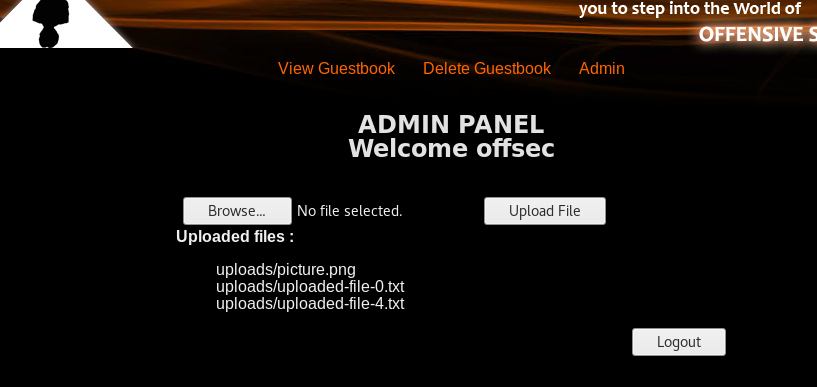 you to step into the World of
OFFENSIVE S
View Guestbook Delete Guestbook Admin
ADMIN PANEL
Welcome offsec
Browse... No file selected. Upload File
Uploaded files :
uploads/picture.png
uploads/uploaded-file-0.txt
uploads/uploaded-file-4.txt
Logout